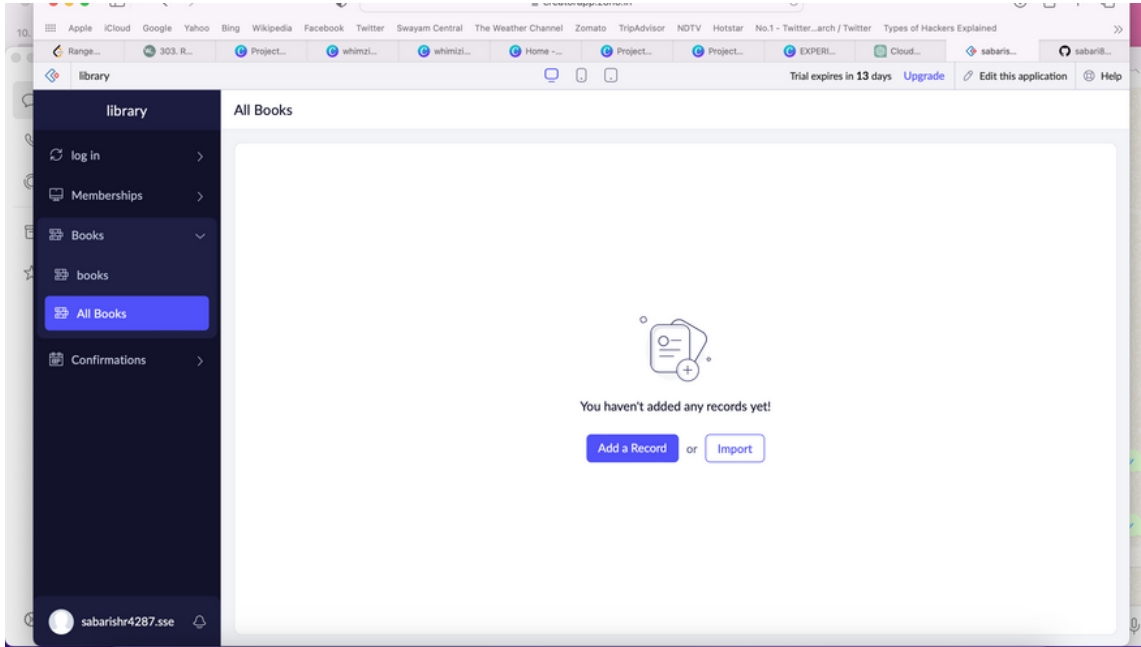 10.
Apple iCloud Google Yahoo Bing Wikipedia Facebook Twitter Swayam Central The Weather Channel Zomato TripAdvisor NDTV Hotstar No.1 - Twitter...arch / Twitter Types of Hackers Explained
Range... 303. R... Project... whimzi... whimizi... Home -... Project... Project... EXPERI... Cloud... sabaris... sabari8...
library Trial expires in 13 days Upgrade Edit this application Help
library
All Books
log in
Memberships
Books
books
All Books
Confirmations
You haven't added any records yet!
Add a Record or Import
sabarishr4287.sse